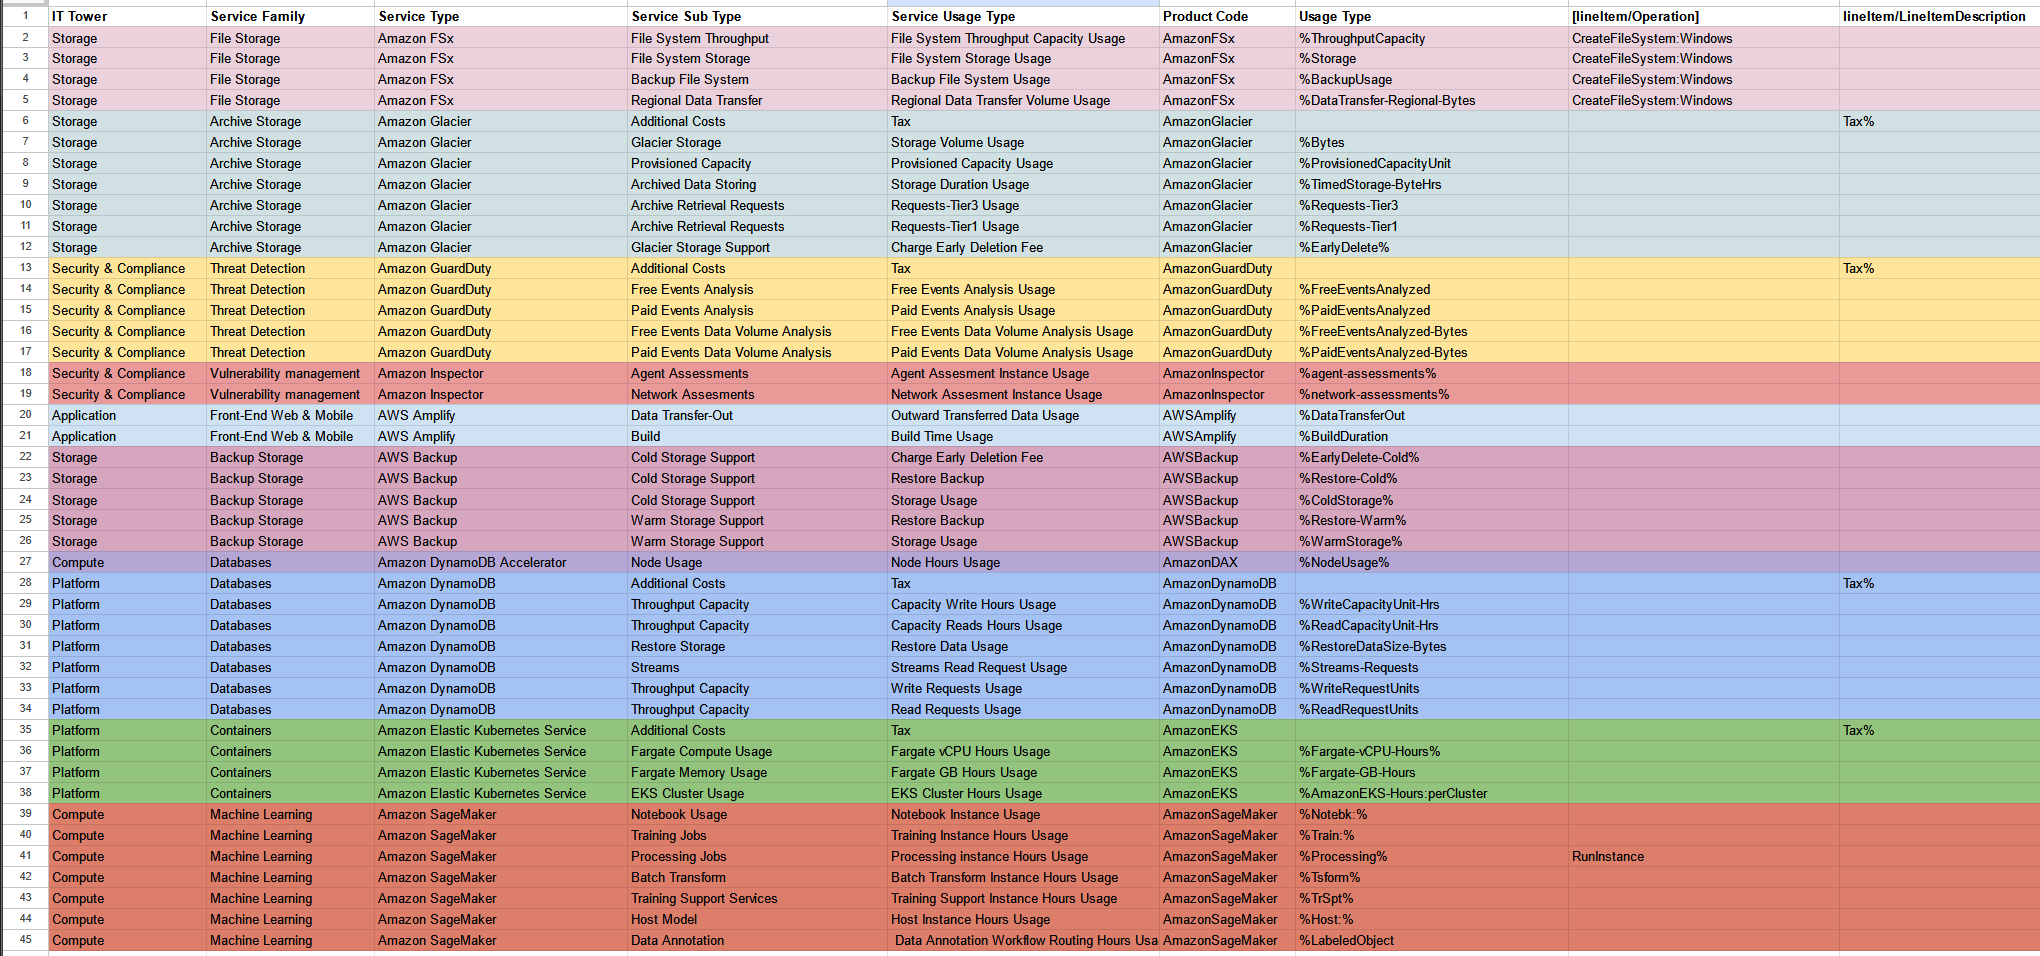 1 IT Tower Service Family Service Type Service Sub Type Service Usage Type Product Code Usage Type [lineItem/Operation] lineItem/LineItemDescription
2 Storage File Storage Amazon FSx File System Throughput File System Throughput Capacity Usage AmazonFSx %ThroughputCapacity CreateFileSystem:Windows
3 Storage File Storage Amazon FSx File System Storage File System Storage Usage AmazonFSx %Storage CreateFileSystem:Windows
4 Storage File Storage Amazon FSx Backup File System Backup File System Usage AmazonFSx %BackupUsage CreateFileSystem:Windows
5 Storage File Storage Amazon FSx Regional Data Transfer Regional Data Transfer Volume Usage AmazonFSx %DataTransfer-Regional-Bytes CreateFileSystem:Windows
6 Storage Archive Storage Amazon Glacier Additional Costs Tax AmazonGlacier Tax%
7 Storage Archive Storage Amazon Glacier Glacier Storage Storage Volume Usage AmazonGlacier %Bytes
8 Storage Archive Storage Amazon Glacier Provisioned Capacity Provisioned Capacity Usage AmazonGlacier %ProvisionedCapacityUnit
9 Storage Archive Storage Amazon Glacier Archived Data Storing Storage Duration Usage AmazonGlacier %TimedStorage-ByteHrs
10 Storage Archive Storage Amazon Glacier Archive Retrieval Requests Requests-Tier3 Usage AmazonGlacier %Requests-Tier3
11 Storage Archive Storage Amazon Glacier Archive Retrieval Requests Requests-Tier1 Usage AmazonGlacier %Requests-Tier1
12 Storage Archive Storage Amazon Glacier Glacier Storage Support Charge Early Deletion Fee AmazonGlacier %EarlyDelete%
13 Security & Compliance Threat Detection Amazon GuardDuty Additional Costs Tax AmazonGuardDuty Tax%
14 Security & Compliance Threat Detection Amazon GuardDuty Free Events Analysis Free Events Analysis Usage AmazonGuardDuty %FreeEventsAnalyzed
15 Security & Compliance Threat Detection Amazon GuardDuty Paid Events Analysis Paid Events Analysis Usage AmazonGuardDuty %PaidEventsAnalyzed
16 Security & Compliance Threat Detection Amazon GuardDuty Free Events Data Volume Analysis Free Events Data Volume Analysis Usage AmazonGuardDuty %FreeEventsAnalyzed-Bytes
17 Security & Compliance Threat Detection Amazon GuardDuty Paid Events Data Volume Analysis Paid Events Data Volume Analysis Usage AmazonGuardDuty %PaidEventsAnalyzed-Bytes
18 Security & Compliance Vulnerability management Amazon Inspector Agent Assessments Agent Assesment Instance Usage AmazonInspector %agent-assessments%
19 Security & Compliance Vulnerability management Amazon Inspector Network Assesments Network Assesment Instance Usage AmazonInspector %network-assessments%
20 Application Front-End Web & Mobile AWS Amplify Data Transfer-Out Outward Transferred Data Usage AWSAmplify %DataTransferOut
21 Application Front-End Web & Mobile AWS Amplify Build Build Time Usage AWSAmplify %BuildDuration
22 Storage Backup Storage AWS Backup Cold Storage Support Charge Early Deletion Fee AWSBackup %EarlyDelete-Cold%
23 Storage Backup Storage AWS Backup Cold Storage Support Restore Backup AWSBackup %Restore-Cold%
24 Storage Backup Storage AWS Backup Cold Storage Support Storage Usage AWSBackup %ColdStorage%
25 Storage Backup Storage AWS Backup Warm Storage Support Restore Backup AWSBackup %Restore-Warm%
26 Storage Backup Storage AWS Backup Warm Storage Support Storage Usage AWSBackup %WarmStorage%
27 Compute Databases Amazon DynamoDB Accelerator Node Usage Node Hours Usage AmazonDAX %NodeUsage%
28 Platform Databases Amazon DynamoDB Additional Costs Tax AmazonDynamoDB Tax%
29 Platform Databases Amazon DynamoDB Throughput Capacity Capacity Write Hours Usage AmazonDynamoDB %WriteCapacityUnit-Hrs
30 Platform Databases Amazon DynamoDB Throughput Capacity Capacity Reads Hours Usage AmazonDynamoDB %ReadCapacityUnit-Hrs
31 Platform Databases Amazon DynamoDB Restore Storage Restore Data Usage AmazonDynamoDB %RestoreDataSize-Bytes
32 Platform Databases Amazon DynamoDB Streams Streams Read Request Usage AmazonDynamoDB %Streams-Requests
33 Platform Databases Amazon DynamoDB Throughput Capacity Write Requests Usage AmazonDynamoDB %WriteRequestUnits
34 Platform Databases Amazon DynamoDB Throughput Capacity Read Requests Usage AmazonDynamoDB %ReadRequestUnits
35 Platform Containers Amazon Elastic Kubernetes Service Additional Costs Tax AmazonEKS Tax%
36 Platform Containers Amazon Elastic Kubernetes Service Fargate Compute Usage Fargate vCPU Hours Usage AmazonEKS %Fargate-vCPU-Hours%
37 Platform Containers Amazon Elastic Kubernetes Service Fargate Memory Usage Fargate GB Hours Usage AmazonEKS %Fargate-GB-Hours
38 Platform Containers Amazon Elastic Kubernetes Service EKS Cluster Usage EKS Cluster Hours Usage AmazonEKS %AmazonEKS-Hours:perCluster
39 Compute Machine Learning Amazon SageMaker Notebook Usage Notebook Instance Usage AmazonSageMaker %Notebk:%
40 Compute Machine Learning Amazon SageMaker Training Jobs Training Instance Hours Usage AmazonSageMaker %Train:%
41 Compute Machine Learning Amazon SageMaker Processing Jobs Processing instance Hours Usage AmazonSageMaker %Processing% RunInstance
42 Compute Machine Learning Amazon SageMaker Batch Transform Batch Transform Instance Hours Usage AmazonSageMaker %Tsform%
43 Compute Machine Learning Amazon SageMaker Training Support Services Training Support Instance Hours Usage AmazonSageMaker %TrSpt%
44 Compute Machine Learning Amazon SageMaker Host Model Host Instance Hours Usage AmazonSageMaker %Host:%
45 Compute Machine Learning Amazon SageMaker Data Annotation Data Annotation Workflow Routing Hours Usa AmazonSageMaker %LabeledObject